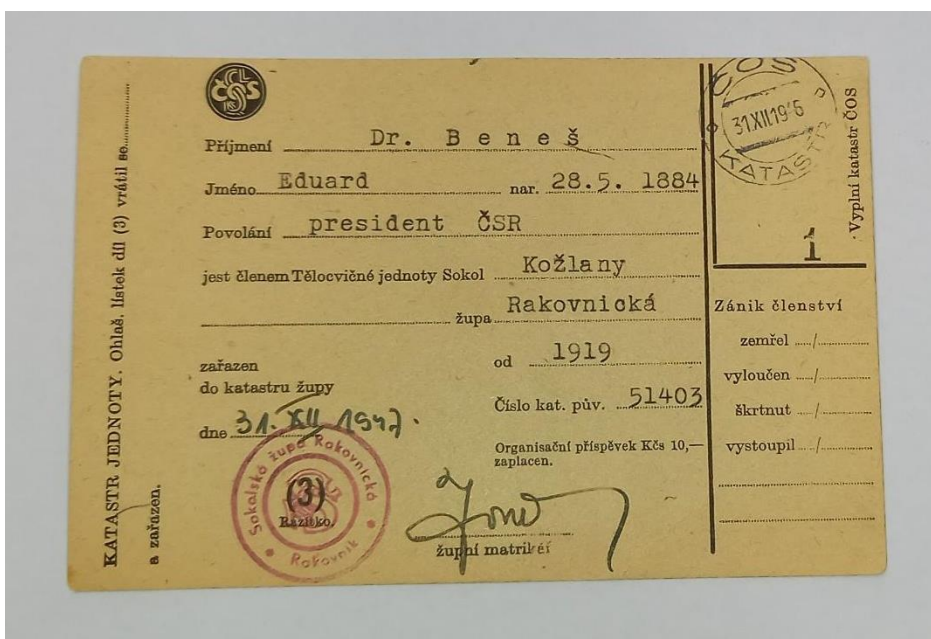 ČOS
Příjmení Dr. Beneš
Jméno Eduard nar. 28.5. 1884
Povolání president ČSR
jest členem Tělocvičné jednoty Sokol Kožlany
župa Rakovnická
zařazen
do katastru župy
dne 31. XII. 1947.
od 1919
Číslo kat. pův. 51403
Organisační příspěvek Kčs 10,—
zaplacen.
župní matrikář
Sokolská župa Rakovnická
(3)
Razítko.
Rakovník
ČOS
31.XII.19 6
KATASTR
1
Vyplní katastr ČOS
Zánik členství
zemřel ...../
vyloučen ...../
škrtnut ...../
vystoupil ...../
KATASTR JEDNOTY. Ohlaš. lístek díl (3) vrátil se
a zařazen.